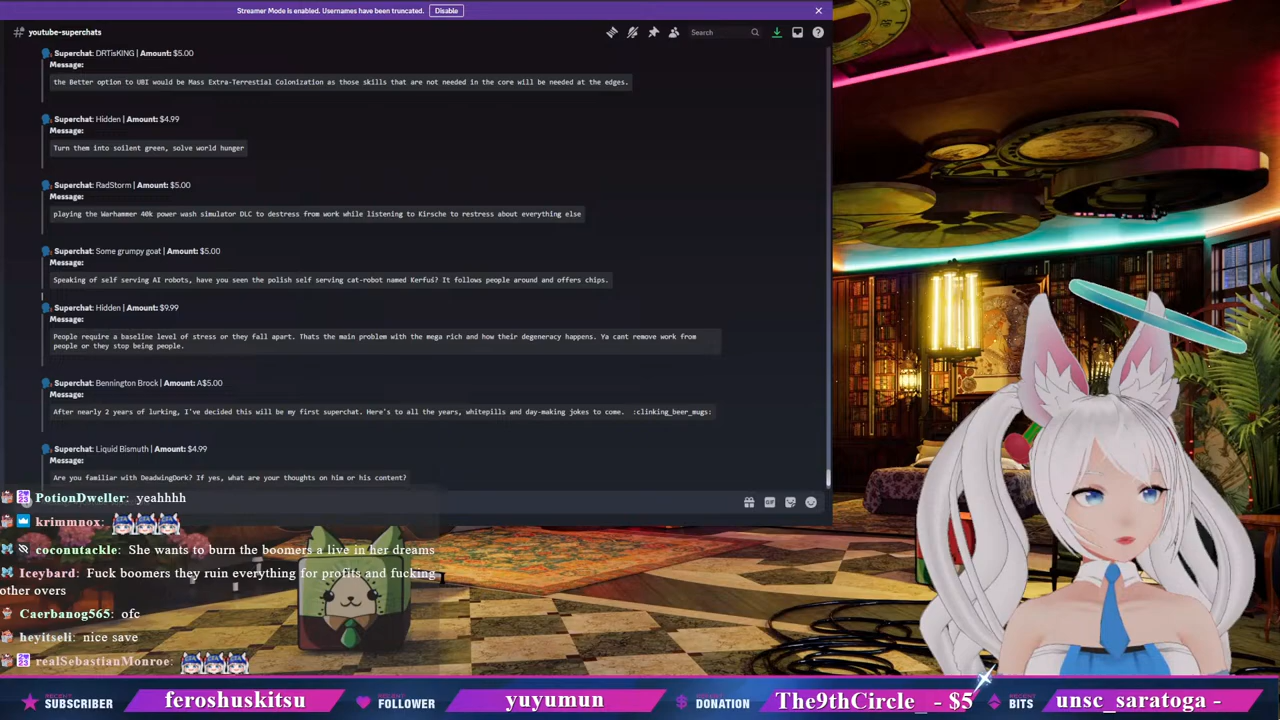 Streamer Mode is enabled. Usernames have been truncated. Disable
youtube-superchats
Search
Superchat: DRTisKING | Amount: $5.00
Message:
the Better option to UBI would be Mass Extra-Terrestial Colonization as those skills that are not needed in the core will be needed at the edges.
Superchat: Hidden | Amount: $4.99
Message:
Turn them into soilent green, solve world hunger
Superchat: RadStorm | Amount: $5.00
Message:
playing the Warhammer 40k power wash simulator DLC to destress from work while listening to Kirsche to restress about everything else
Superchat: Some grumpy goat | Amount: $5.00
Message:
Speaking of self serving AI robots, have you seen the polish self serving cat-robot named Kerfuś? It follows people around and offers chips.
Superchat: Hidden | Amount: $9.99
Message:
People require a baseline level of stress or they fall apart. Thats the main problem with the mega rich and how their degeneracy happens. Ya cant remove work from
people or they stop being people.
Superchat: Bennington Brock | Amount: A$5.00
Message:
After nearly 2 years of lurking, I've decided this will be my first superchat. Here's to all the years, whitepills and day-making jokes to come. :clinking_beer_mugs:
Superchat: Liquid Bismuth | Amount: $4.99
Message:
Are you familiar with DeadwingDork? If yes, what are your thoughts on him or his content?
PotionDweller: yeahhhh
krimmnox:
coconutackle: She wants to burn the boomers a live in her dreams
Iceybard: Fuck boomers they ruin everything for profits and fucking
other overs
Caerbanog565: ofc
heyitseli: nice save
realSebastianMonroe:
RECENT SUBSCRIBER feroshuskitsu RECENT FOLLOWER yuyumun RECENT DONATION The9thCircle_ - $5 RECENT BITS unsc_saratoga -